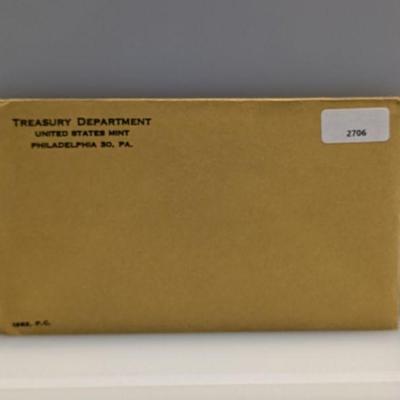 TREASURY DEPARTMENT
UNITED STATES MINT
PHILADELPHIA 30, PA.
2706
P.C.